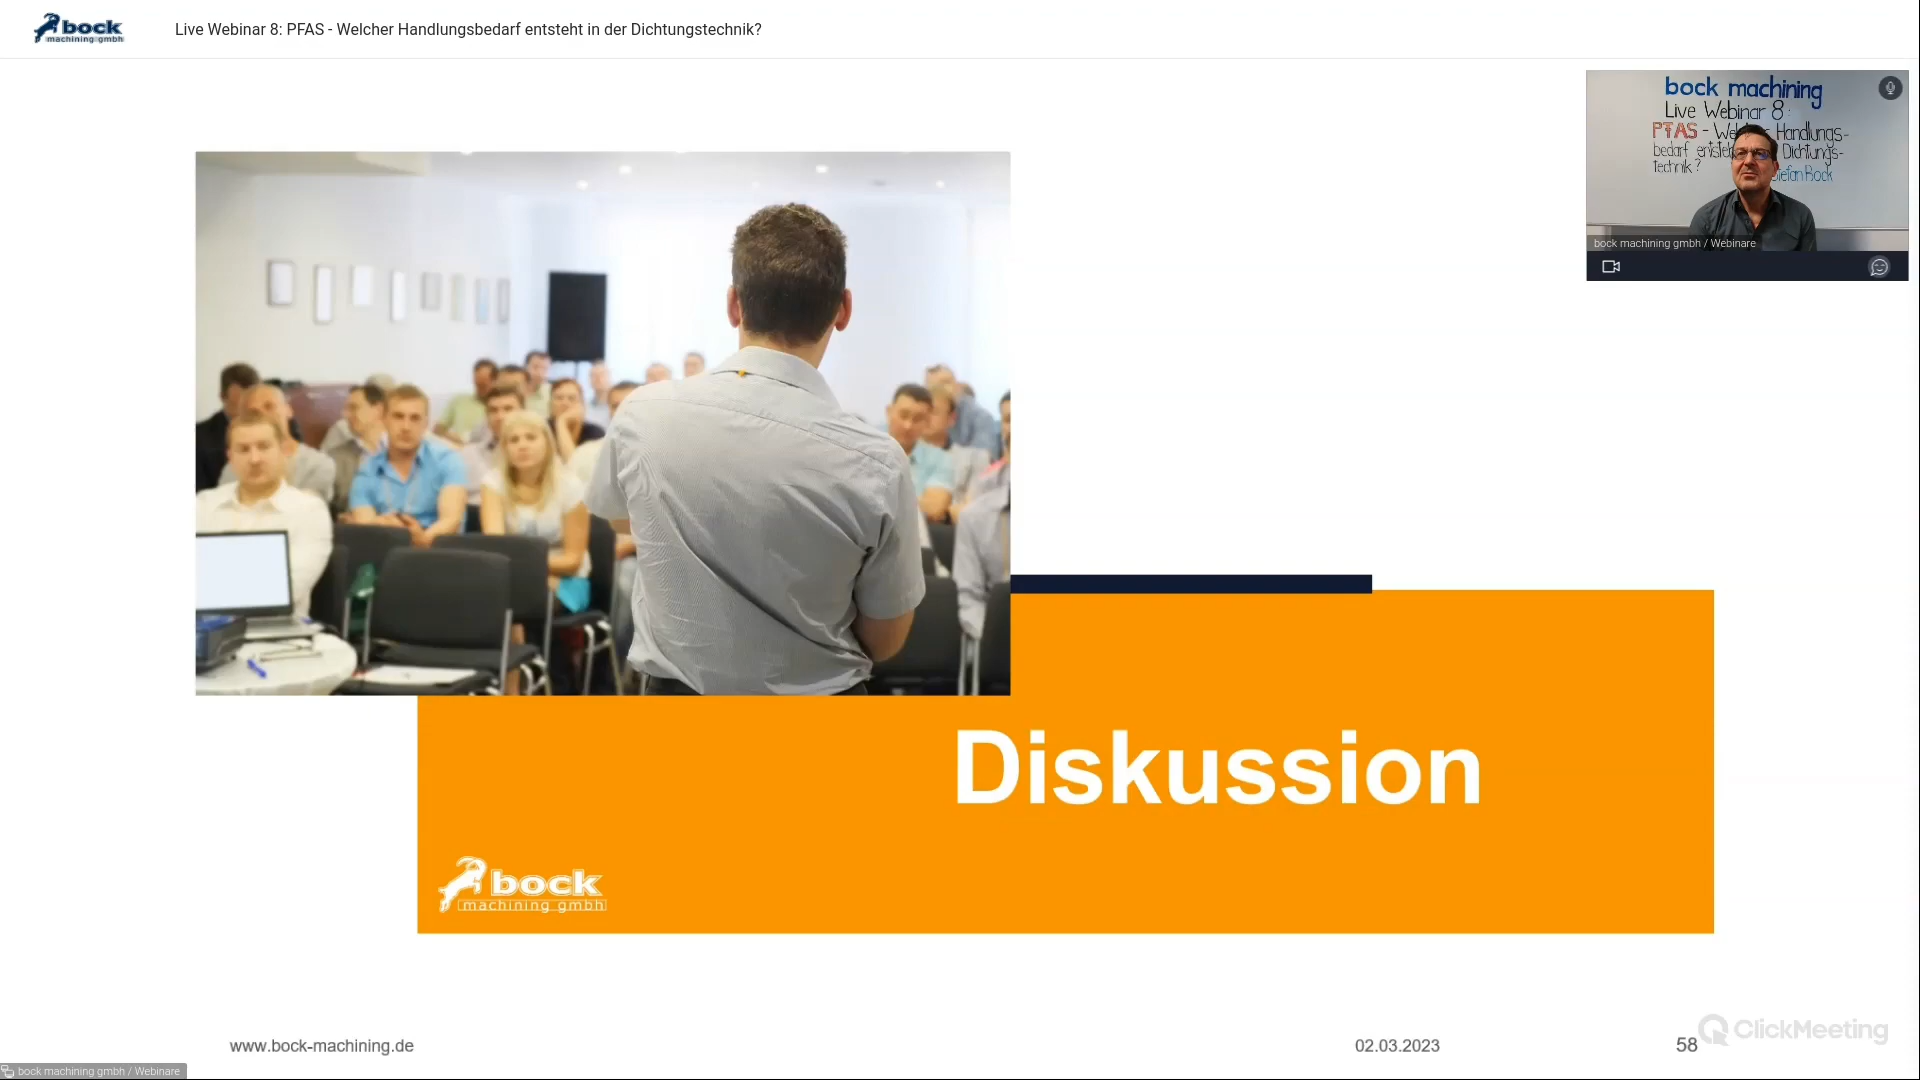 bock
machining gmbh
Live Webinar 8: PFAS - Welcher Handlungsbedarf entsteht in der Dichtungstechnik?
bock machining
Live Webinar 8:
PFAS - Handlungs-
bedarf Dichtungs-
technik?
Stefan Bock
bock machining gmbh / Webinare
Diskussion
bock
machining gmbh
www.bock-machining.de
02.03.2023
58
ClickMeeting
bock machining gmbh / Webinare